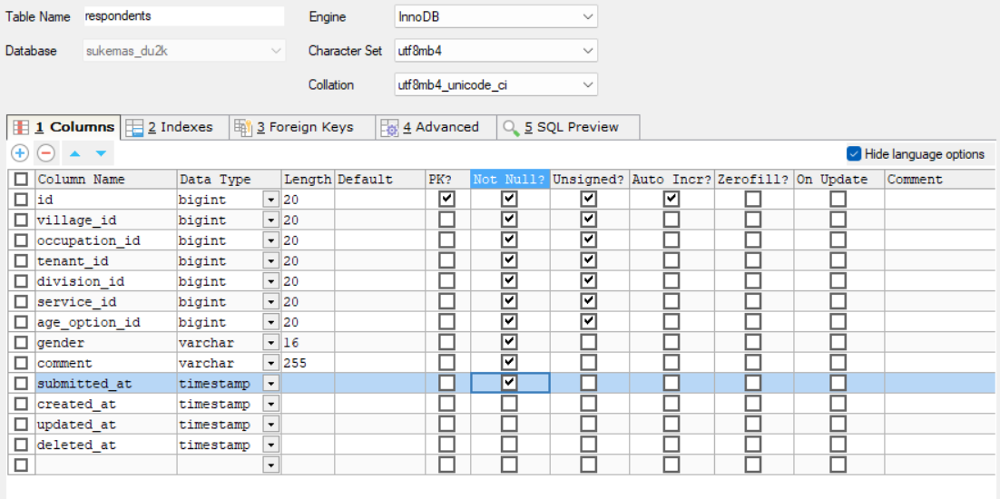 Table Name respondents Engine InnoDB
Database sukemas_du2k Character Set utf8mb4
Collation utf8mb4_unicode_ci
1 Columns 2 Indexes 3 Foreign Keys 4 Advanced 5 SQL Preview
Hide language options
Column Name Data Type Length Default PK? Not Null? Unsigned? Auto Incr? Zerofill? On Update Comment
id bigint 20
village_id bigint 20
occupation_id bigint 20
tenant_id bigint 20
division_id bigint 20
service_id bigint 20
age_option_id bigint 20
gender varchar 16
comment varchar 255
submitted_at timestamp
created_at timestamp
updated_at timestamp
deleted_at timestamp